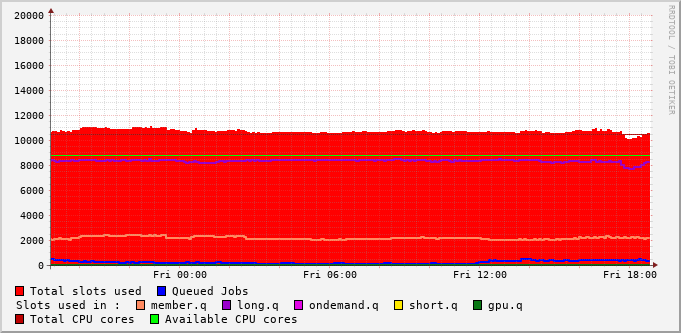 20000
18000
16000
14000
12000
10000
8000
6000
4000
2000
0
Fri 00:00 Fri 06:00 Fri 12:00 Fri 18:00
Total slots used Queued Jobs
Slots used in : member.q long.q ondemand.q short.q gpu.q
Total CPU cores Available CPU cores
RRDTOOL / TOBI OETIKER